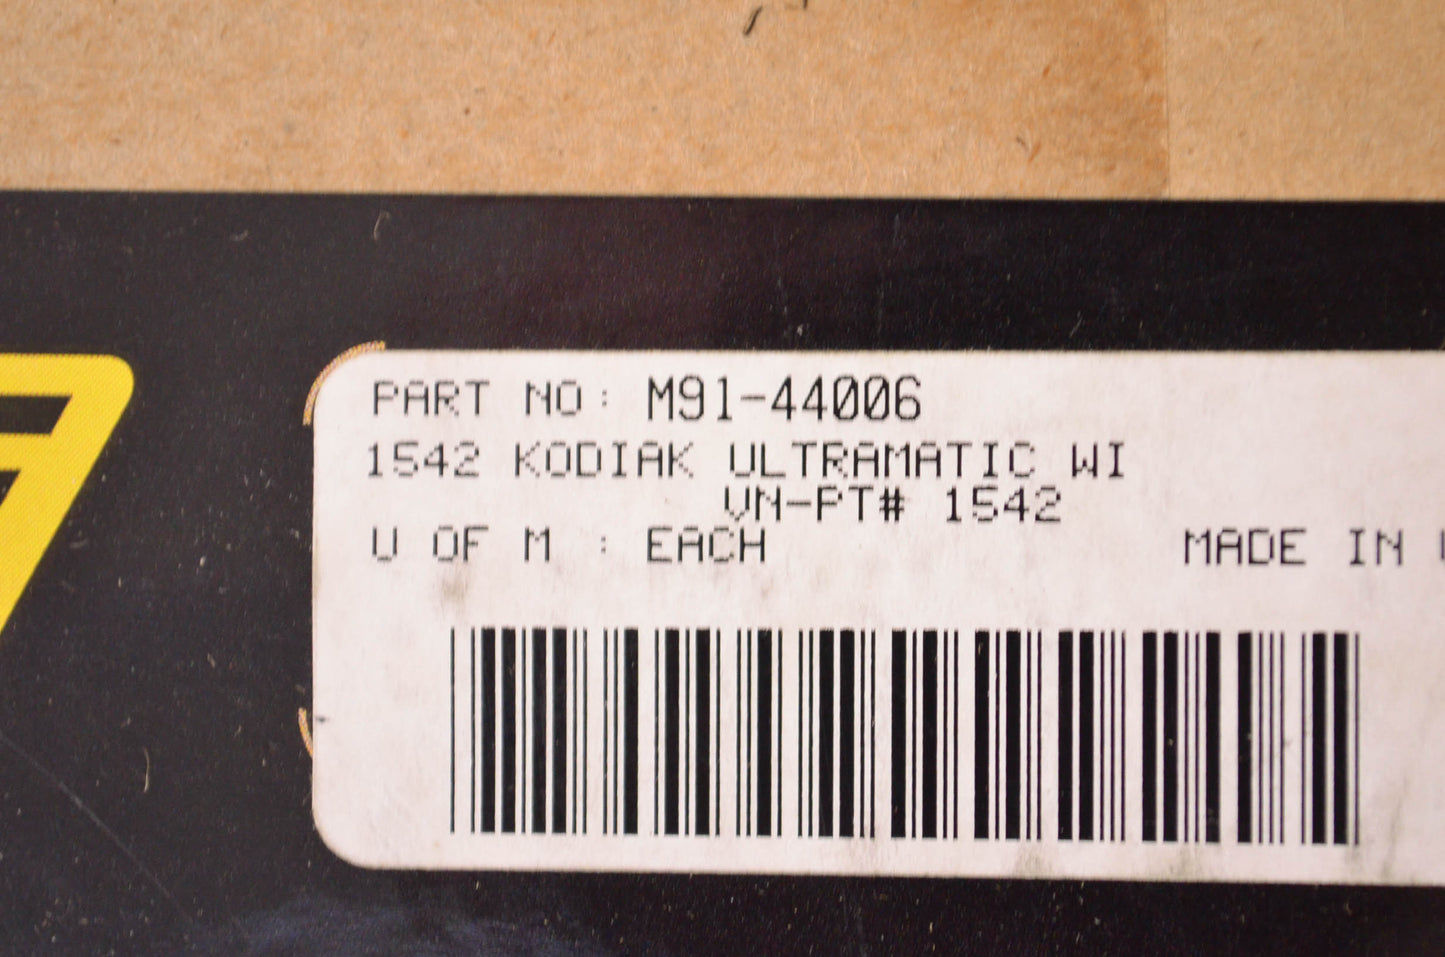 PART NO: M91-44006
1542 KODIAK ULTRAMATIC WI
VN-PT# 1542
U OF M : EACH MADE IN